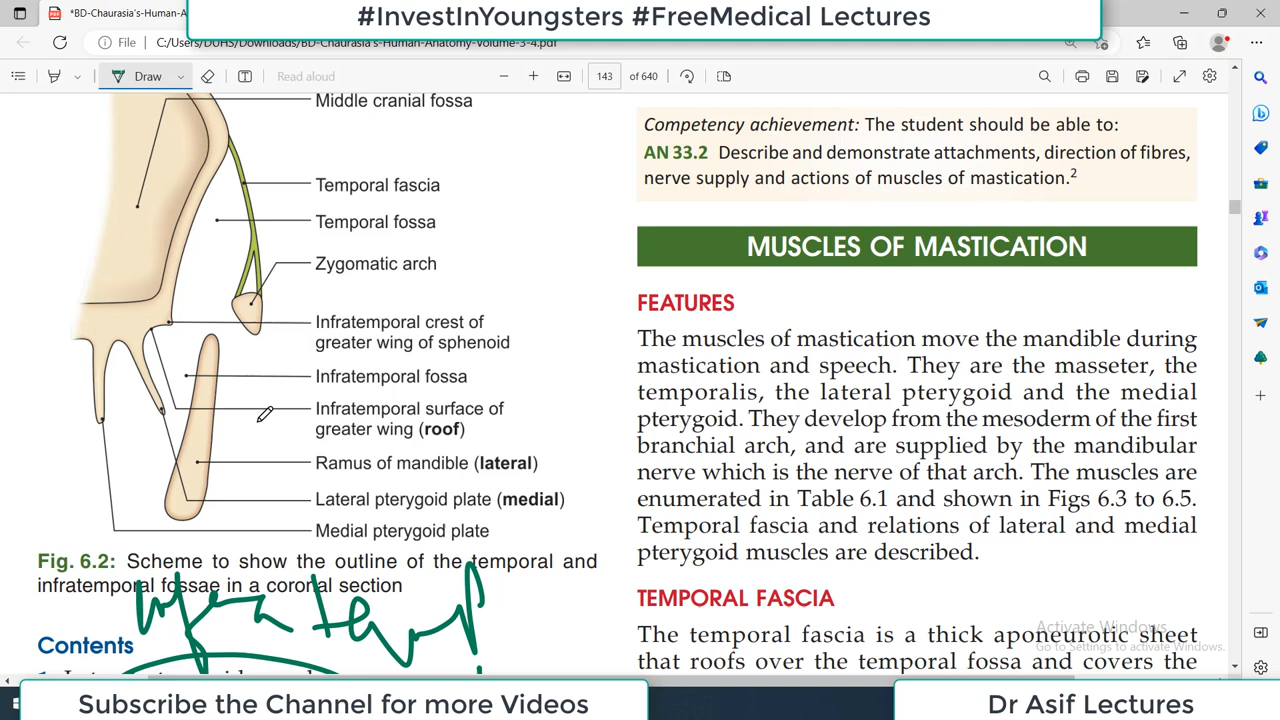 #InvestInYoungsters #FreeMedical Lectures
*BD-Chaurasia's-Human-A
File
C:/Users/DUHS/Downloads/BD-Chaurasia's-Human-Anatomy-Volume-3-4.pdf
Draw
Read aloud
143
of 640
Middle cranial fossa
Temporal fascia
Temporal fossa
Zygomatic arch
Infratemporal crest of
greater wing of sphenoid
Infratemporal fossa
Infratemporal surface of
greater wing (roof)
Ramus of mandible (lateral)
Lateral pterygoid plate (medial)
Medial pterygoid plate
Fig. 6.2: Scheme to show the outline of the temporal and
infratemporal fossae in a coronal section
Contents
Competency achievement: The student should be able to:
AN 33.2 Describe and demonstrate attachments, direction of fibres,
nerve supply and actions of muscles of mastication.2
MUSCLES OF MASTICATION
FEATURES
The muscles of mastication move the mandible during
mastication and speech. They are the masseter, the
temporalis, the lateral pterygoid and the medial
pterygoid. They develop from the mesoderm of the first
branchial arch, and are supplied by the mandibular
nerve which is the nerve of that arch. The muscles are
enumerated in Table 6.1 and shown in Figs 6.3 to 6.5.
Temporal fascia and relations of lateral and medial
pterygoid muscles are described.
TEMPORAL FASCIA
The temporal fascia is a thick aponeurotic sheet
that roofs over the temporal fossa and covers the
Activate Windows
Go to Settings to activate Windows.
Subscribe the Channel for more Videos
Dr Asif Lectures